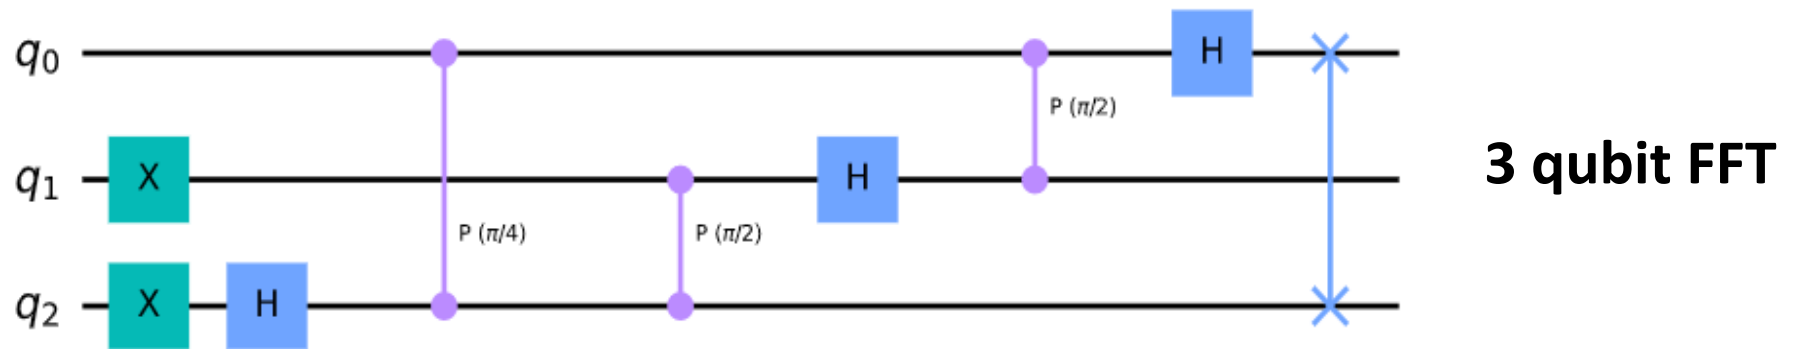 q0
H
P (π/2)
q1
X
H
3 qubit FFT
P (π/4)
P (π/2)
q2
X
H